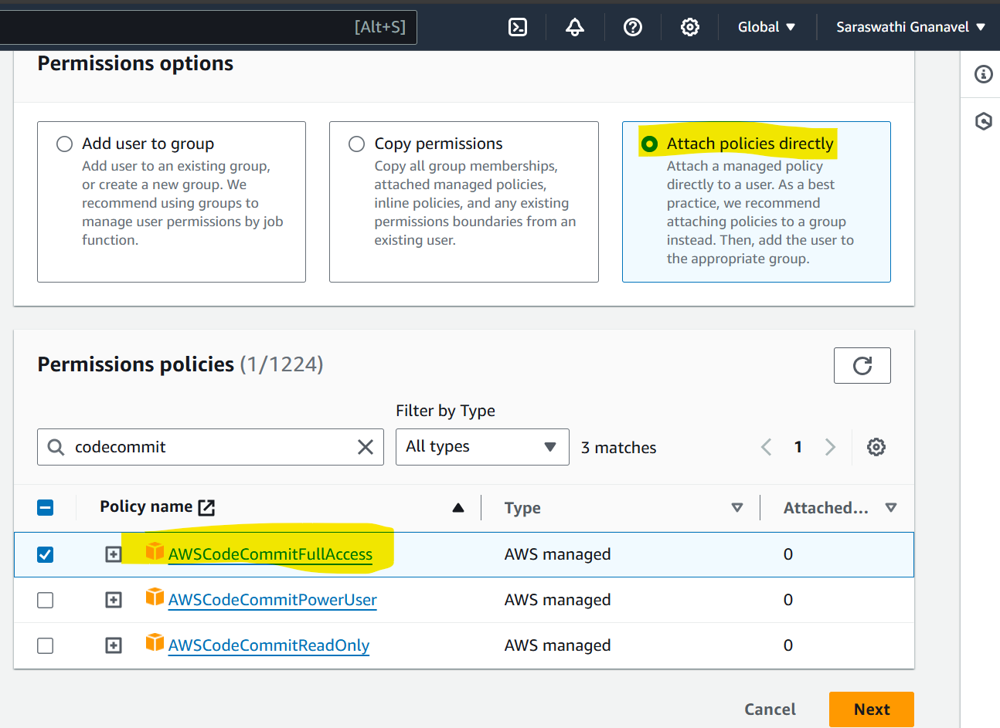 [Alt+S]
Global
Saraswathi Gnanavel
Permissions options
Add user to group
Add user to an existing group,
or create a new group. We
recommend using groups to
manage user permissions by job
function.
Copy permissions
Copy all group memberships,
attached managed policies,
inline policies, and any existing
permissions boundaries from an
existing user.
Attach policies directly
Attach a managed policy
directly to a user. As a best
practice, we recommend
attaching policies to a group
instead. Then, add the user to
the appropriate group.
Permissions policies (1/1224)
Filter by Type
codecommit
All types
3 matches
1
Policy name
Type
Attached...
AWSCodeCommitFullAccess AWS managed 0
AWSCodeCommitPowerUser AWS managed 0
AWSCodeCommitReadOnly AWS managed 0
Cancel
Next